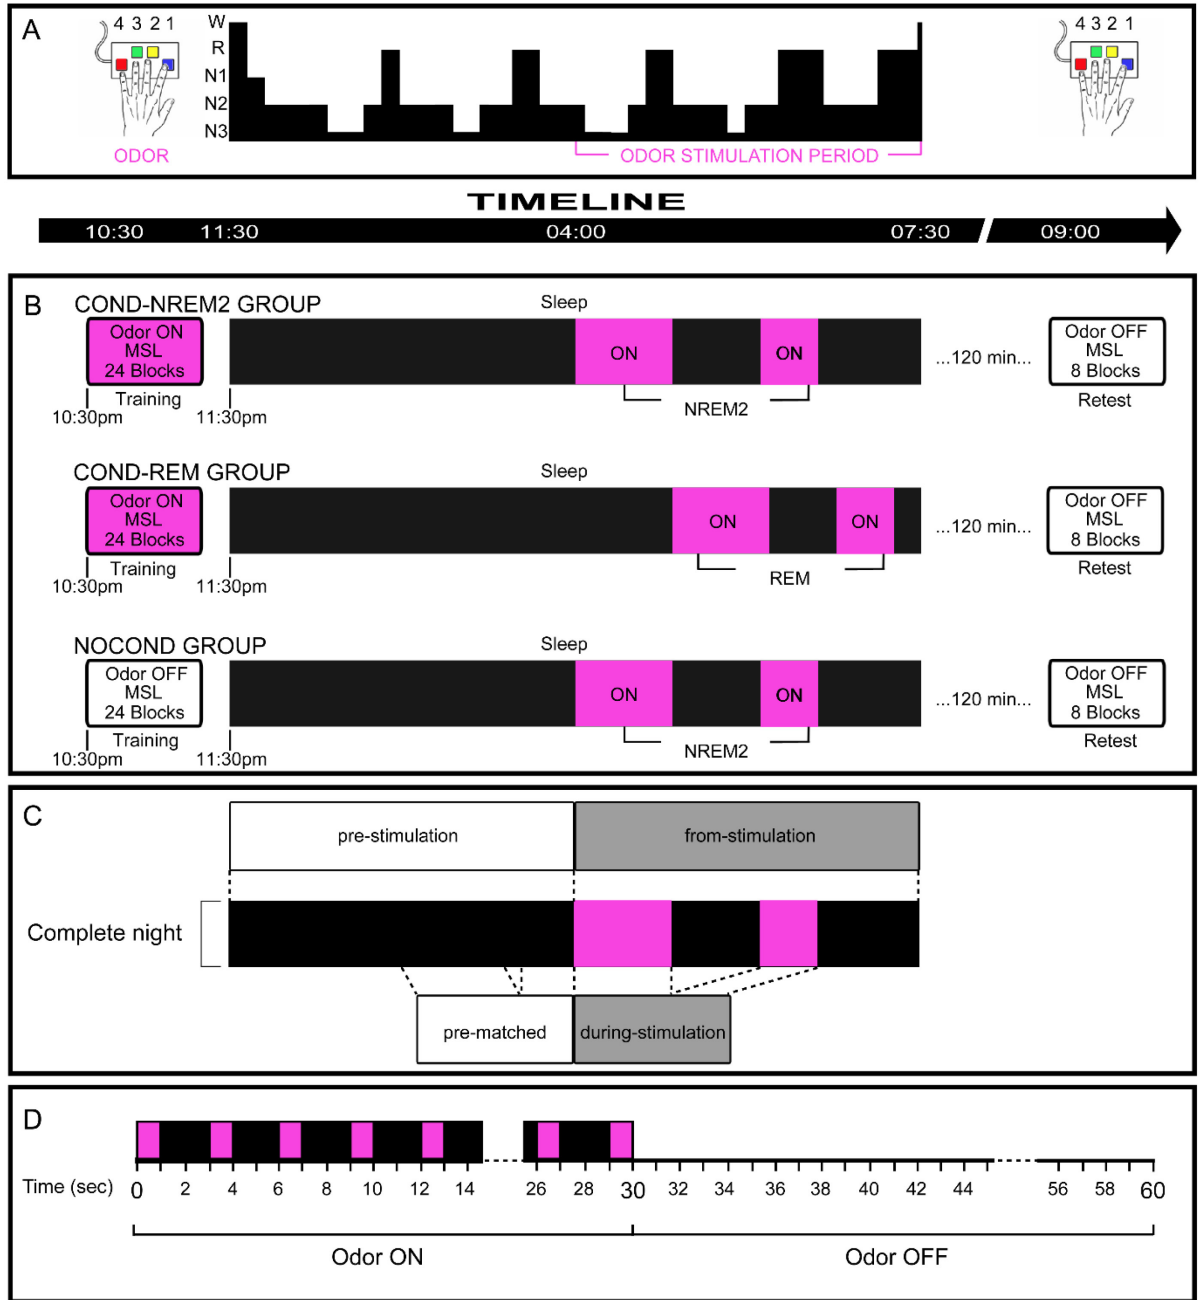 A
4 3 2 1
W
R
N1
N2
N3
4 3 2 1
ODOR
ODOR STIMULATION PERIOD
TIMELINE
10:30 11:30 04:00 07:30 09:00
B
COND-NREM2 GROUP
Sleep
Odor ON
MSL
24 Blocks
ON
ON
...120 min...
Odor OFF
MSL
8 Blocks
Training
NREM2
Retest
10:30pm
11:30pm
COND-REM GROUP
Sleep
Odor ON
MSL
24 Blocks
ON
ON
...120 min...
Odor OFF
MSL
8 Blocks
Training
REM
Retest
10:30pm
11:30pm
NOCOND GROUP
Sleep
Odor OFF
MSL
24 Blocks
ON
ON
...120 min...
Odor OFF
MSL
8 Blocks
Training
NREM2
Retest
10:30pm
11:30pm
C
pre-stimulation
from-stimulation
Complete night
pre-matched
during-stimulation
D
Time (sec) 0 2 4 6 8 10 12 14 26 28 30 32 34 36 38 40 42 44 56 58 60
Odor ON
Odor OFF